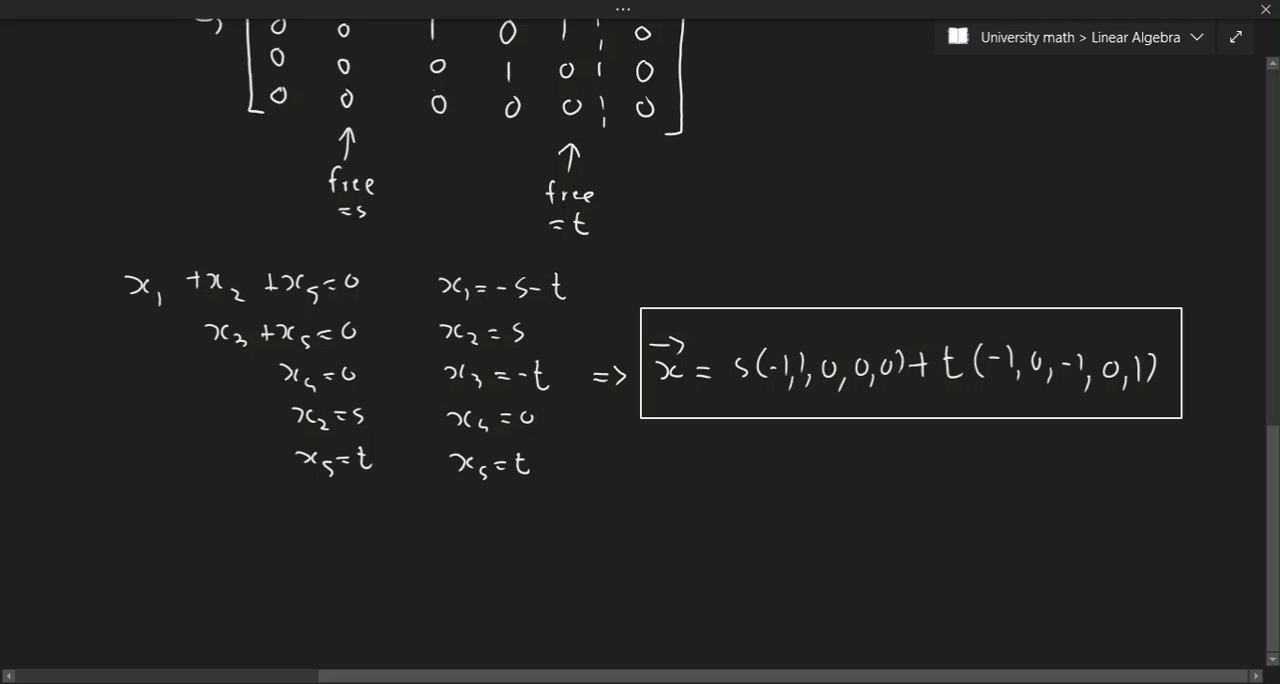 ...
University math > Linear Algebra
=> [ 0 0 1 0 1 ¦ 0 ]
0 0 0 1 0 ¦ 0
0 0 0 0 0 ¦ 0
↑ ↑
free free
=s = t
x₁ +x₂ +x₅=0 x₁=-s-t
x₃ +x₅=0 x₂=s
x₄=0 x₃=-t => x⃗ = s(-1,1,0,0,0)+ t(-1,0,-1,0,1)
x₂=s x₄=0
x₅=t x₅=t